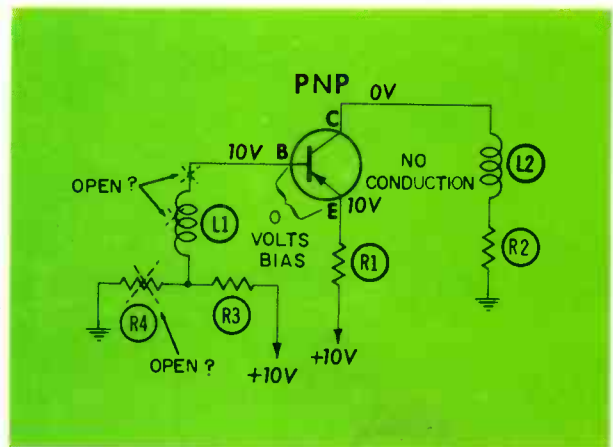 PNP
0V
C
10V
B
OPEN ?
NO
CONDUCTION
L2
E
10V
L1
0
VOLTS
BIAS
R1
R2
R4
R3
OPEN ?
+10V
+10V